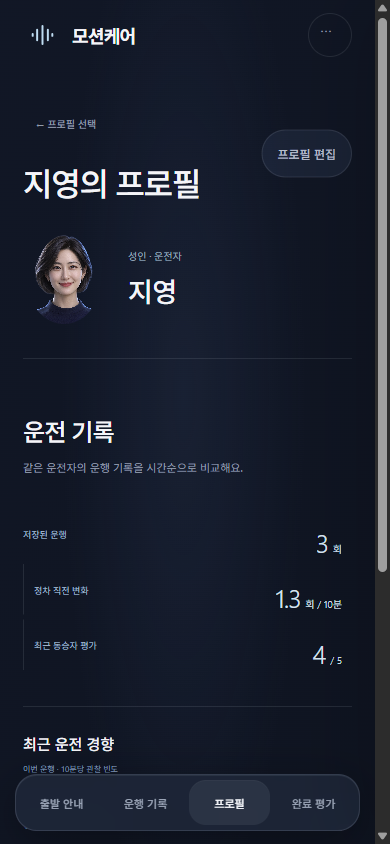 모션케어
...
← 프로필 선택
프로필 편집
지영의 프로필
성인 · 운전자
지영
운전 기록
같은 운전자의 운행 기록을 시간순으로 비교해요.
저장된 운행
3 회
정차 직전 변화
1.3 회 / 10분
최근 동승자 평가
4 / 5
최근 운전 경향
이번 운행 · 10분당 관찰 빈도
출발 안내
운행 기록
프로필
완료 평가